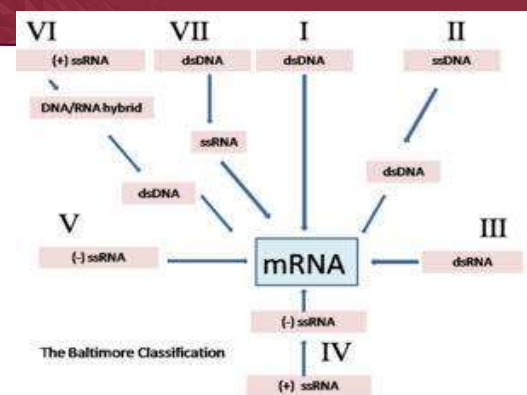 VI
VII
I
II
(+) ssRNA
dsDNA
dsDNA
ssDNA
DNA/RNA hybrid
ssRNA
dsDNA
dsDNA
V
III
(-) ssRNA
mRNA
dsRNA
(-) ssRNA
The Baltimore Classification
IV
(+) ssRNA